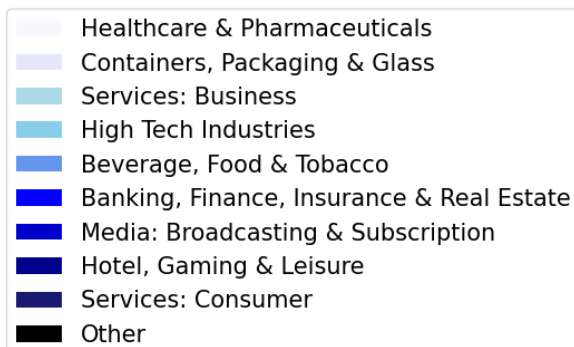 Healthcare & Pharmaceuticals
Containers, Packaging & Glass
Services: Business
High Tech Industries
Beverage, Food & Tobacco
Banking, Finance, Insurance & Real Estate
Media: Broadcasting & Subscription
Hotel, Gaming & Leisure
Services: Consumer
Other